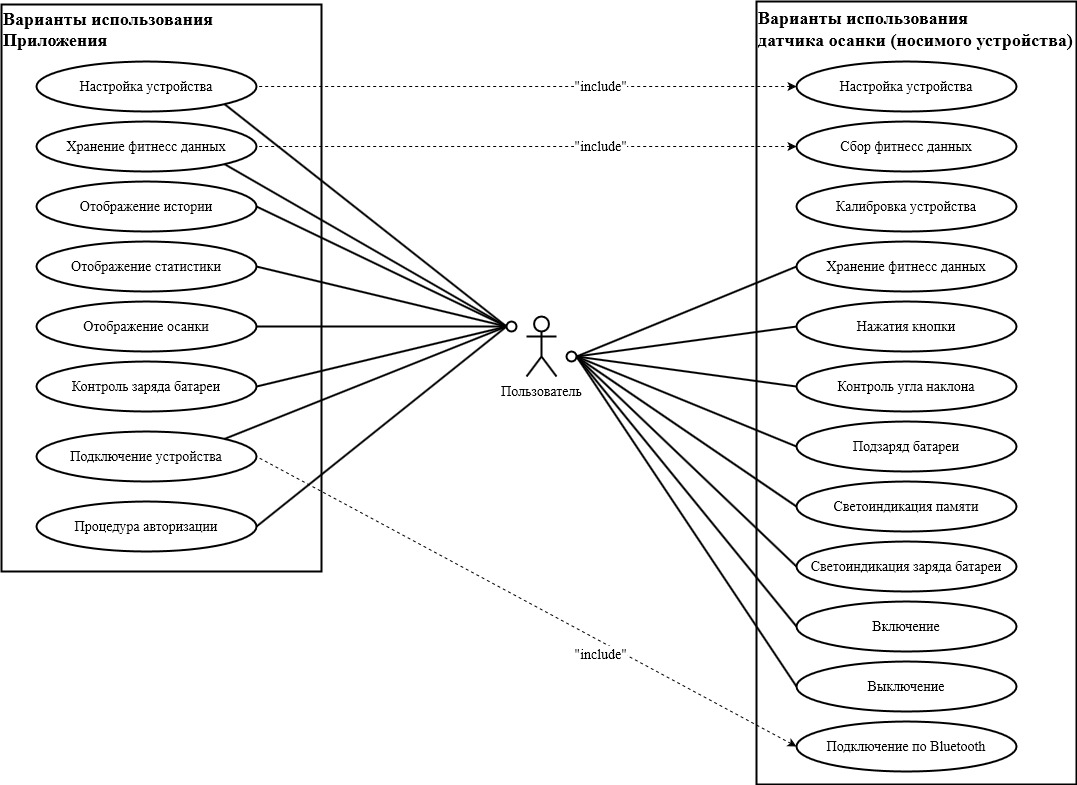 Варианты использования
Приложения
Настройка устройства
Хранение фитнесс данных
Отображение истории
Отображение статистики
Отображение осанки
Контроль заряда батареи
Подключение устройства
Процедура авторизации
"include"
"include"
Пользователь
"include"
Варианты использования
датчика осанки (носимого устройства)
Настройка устройства
Сбор фитнесс данных
Калибровка устройства
Хранение фитнесс данных
Нажатия кнопки
Контроль угла наклона
Подзаряд батареи
Светоиндикация памяти
Светоиндикация заряда батареи
Включение
Выключение
Подключение по Bluetooth